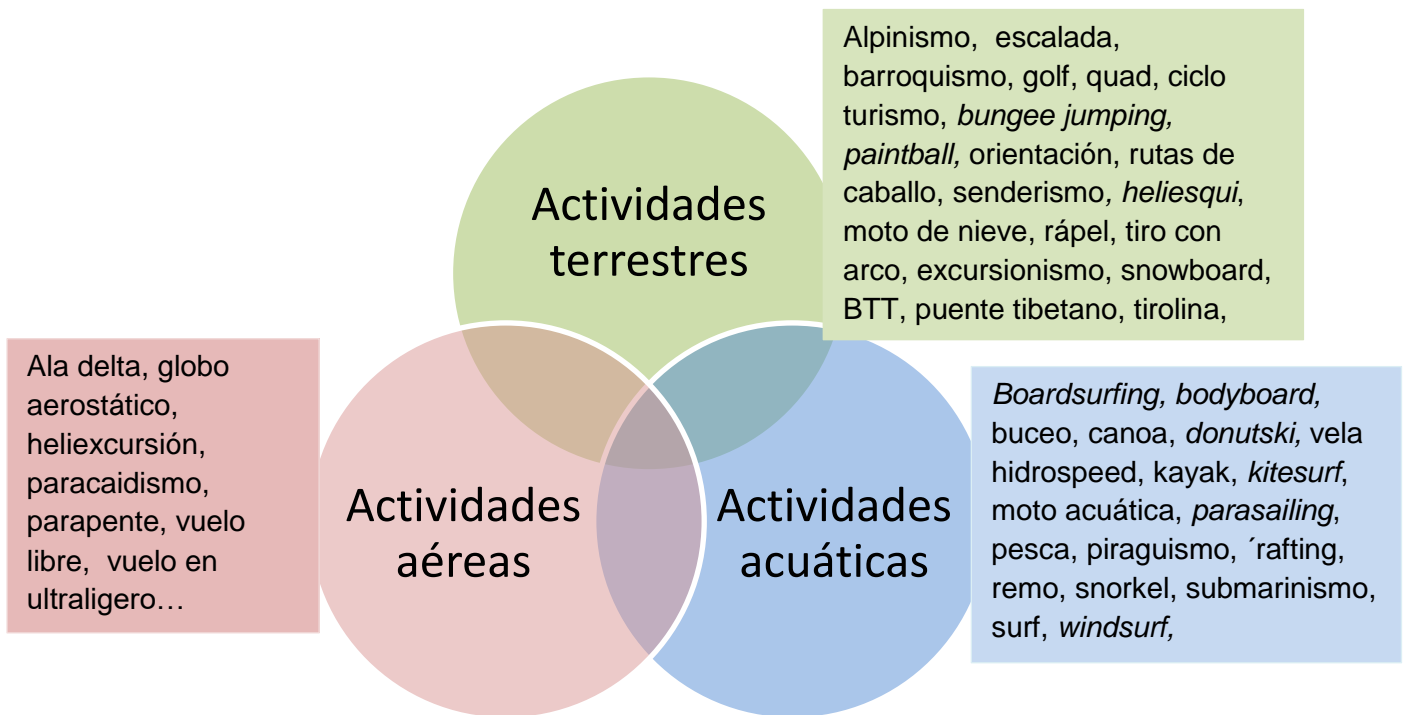 Alpinismo, escalada,
barroquismo, golf, quad, ciclo
turismo, bungee jumping,
paintball, orientación, rutas de
caballo, senderismo, heliesqui,
moto de nieve, rápel, tiro con
arco, excursionismo, snowboard,
BTT, puente tibetano, tirolina,
Actividades
terrestres
Ala delta, globo
aerostático,
heliexcursión,
paracaidismo,
parapente, vuelo
libre, vuelo en
ultraligero…
Actividades
aéreas
Actividades
acuáticas
Boardsurfing, bodyboard,
buceo, canoa, donutski, vela
hidrospeed, kayak, kitesurf,
moto acuática, parasailing,
pesca, piraguismo, ´rafting,
remo, snorkel, submarinismo,
surf, windsurf,